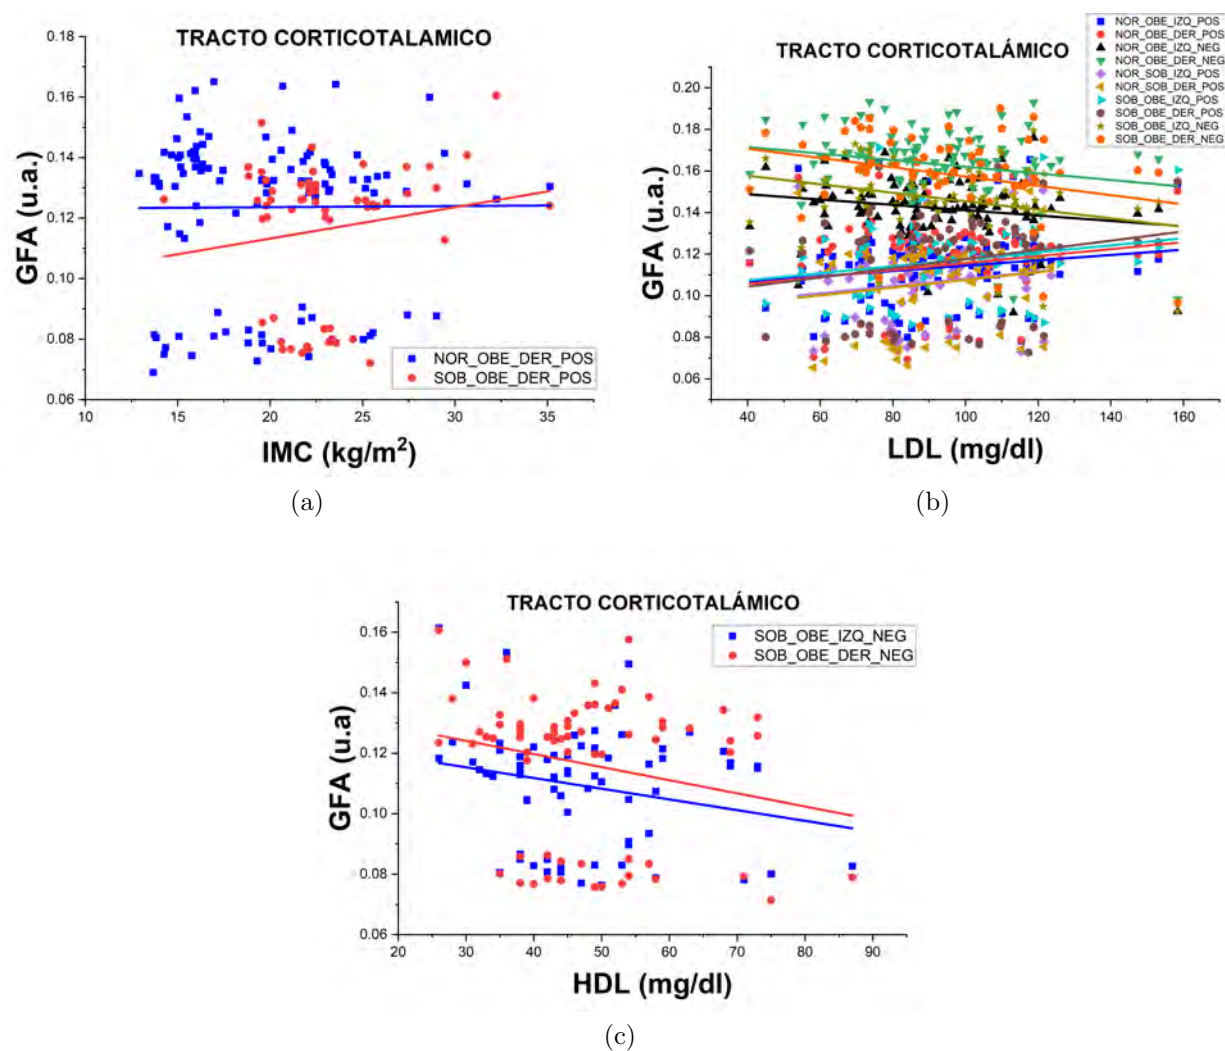 TRACTO CORTICOTALAMICO
GFA (u.a.)
0.18
0.16
0.14
0.12
0.10
0.08
0.06
10
15
20
25
30
35
NOR_OBE_DER_POS
SOB_OBE_DER_POS
IMC (kg/m²)
(a)
TRACTO CORTICOTALÁMICO
NOR_OBE_IZQ_POS
NOR_OBE_DER_POS
NOR_OBE_IZQ_NEG
NOR_OBE_DER_NEG
NOR_SOB_IZQ_POS
NOR_SOB_DER_POS
SOB_OBE_IZQ_POS
SOB_OBE_DER_POS
SOB_OBE_IZQ_NEG
SOB_OBE_DER_NEG
GFA (u.a.)
0.20
0.18
0.16
0.14
0.12
0.10
0.08
0.06
40
60
80
100
120
140
160
LDL (mg/dl)
(b)
TRACTO CORTICOTALÁMICO
SOB_OBE_IZQ_NEG
SOB_OBE_DER_NEG
GFA (u.a)
0.16
0.14
0.12
0.10
0.08
0.06
20
30
40
50
60
70
80
90
HDL (mg/dl)
(c)